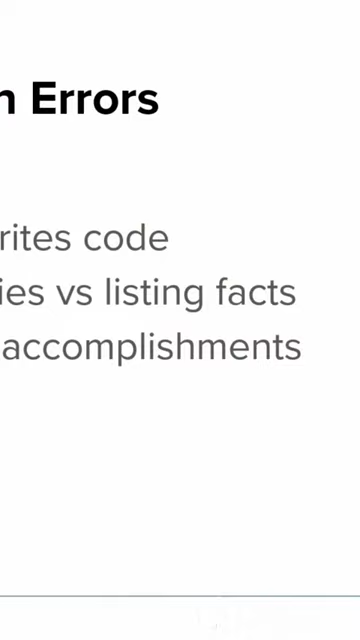 n Errors
rites code
ies vs listing facts
accomplishments